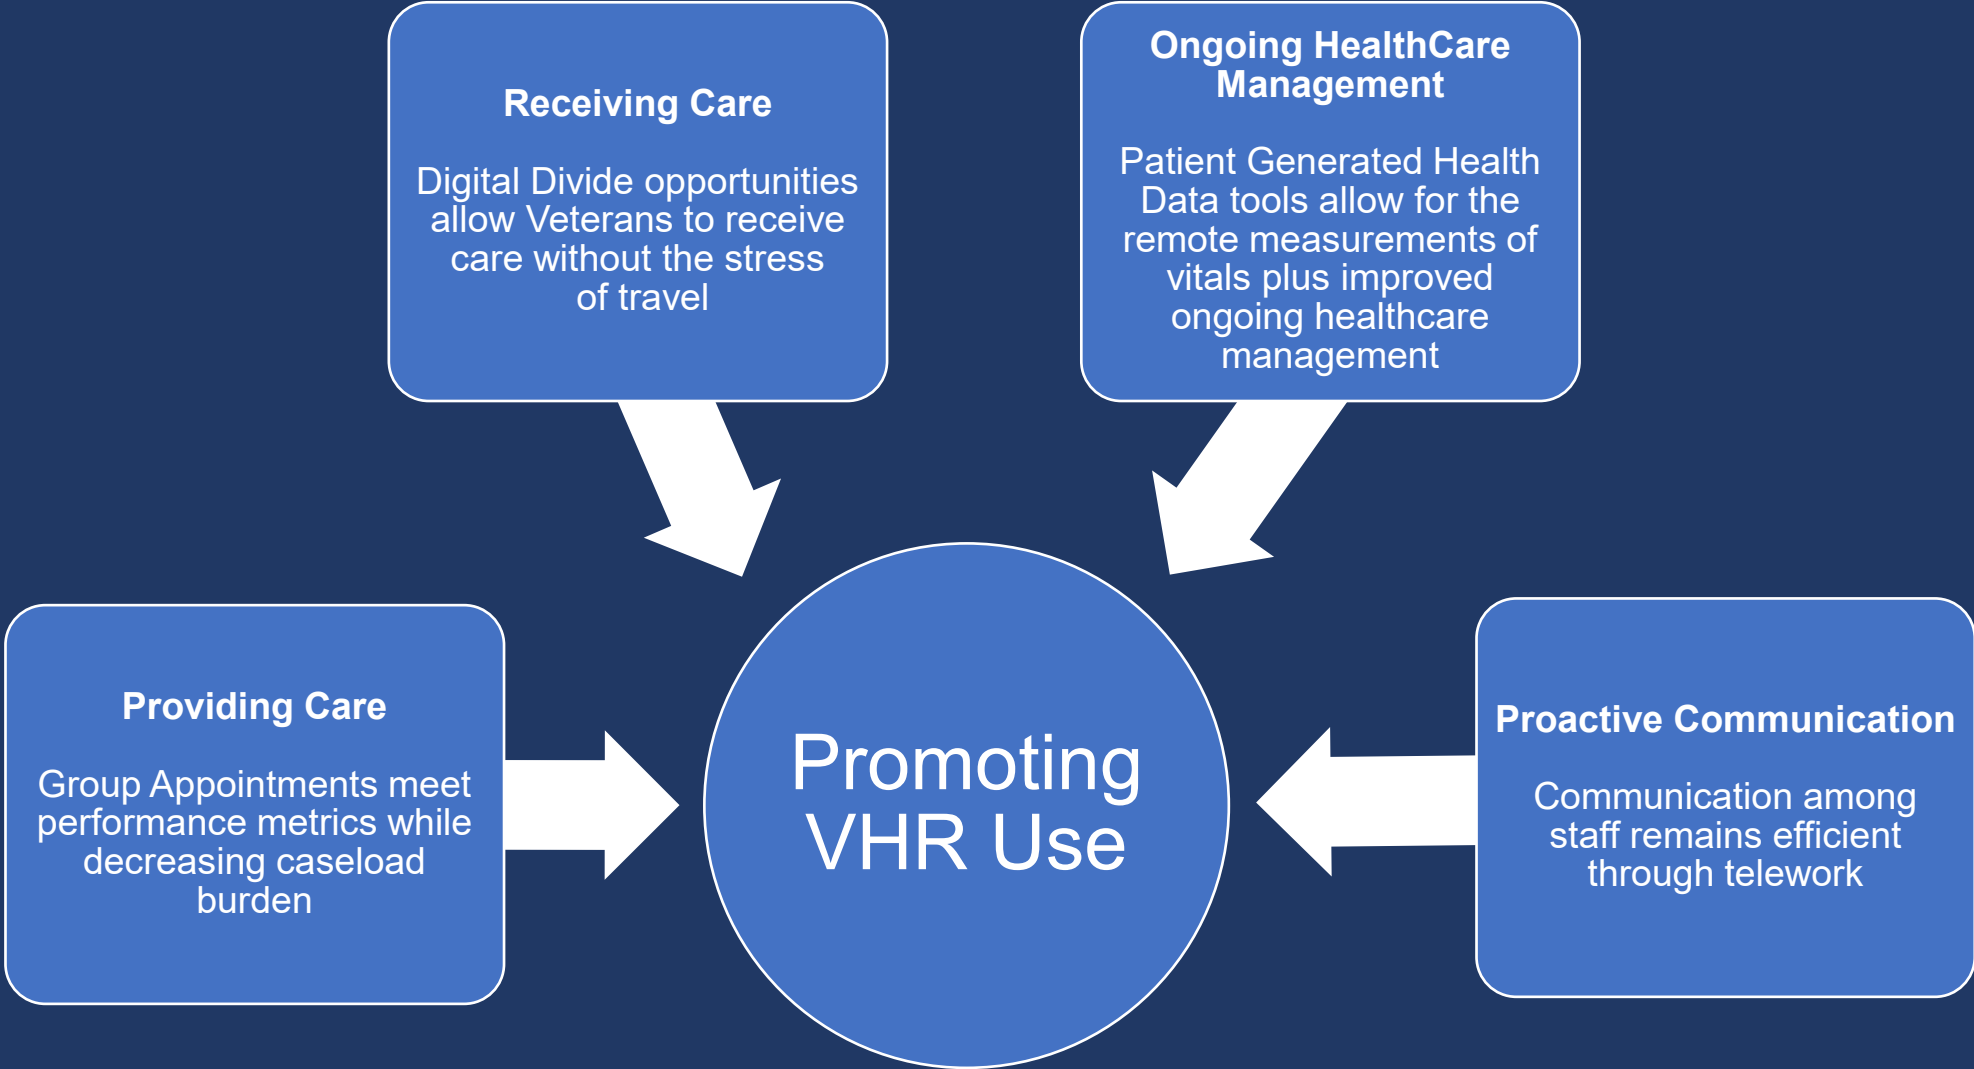 Receiving Care
Digital Divide opportunities
allow Veterans to receive
care without the stress
of travel
Ongoing HealthCare
Management
Patient Generated Health
Data tools allow for the
remote measurements of
vitals plus improved
ongoing healthcare
management
Providing Care
Group Appointments meet
performance metrics while
decreasing caseload
burden
Promoting
VHR Use
Proactive Communication
Communication among
staff remains efficient
through telework